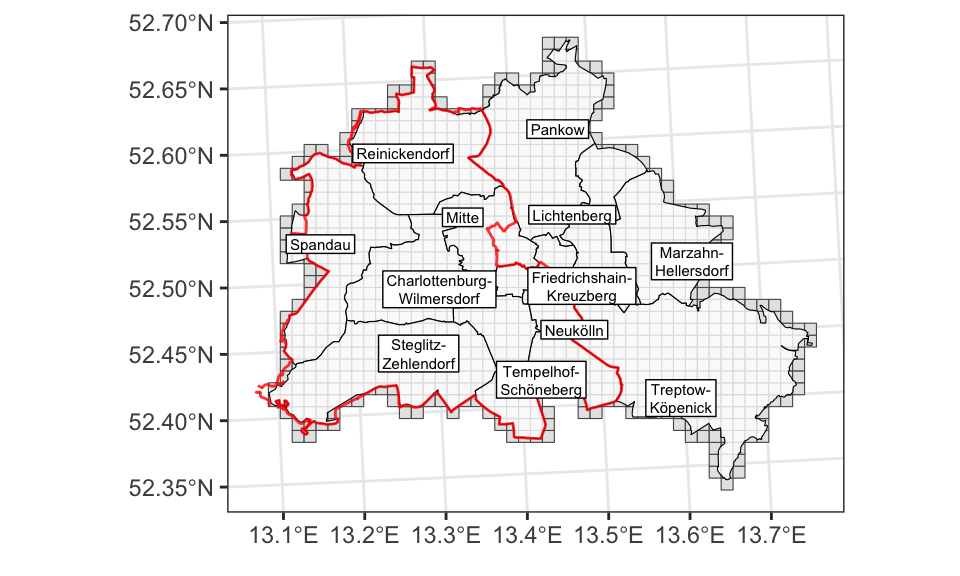 52.70°N
52.65°N
52.60°N
52.55°N
52.50°N
52.45°N
52.40°N
52.35°N
Pankow
Reinickendorf
Mitte
Lichtenberg
Spandau
Marzahn-
Hellersdorf
Charlottenburg-
Wilmersdorf
Friedrichshain-
Kreuzberg
Neukölln
Steglitz-
Zehlendorf
Tempelhof-
Schöneberg
Treptow-
Köpenick
13.1°E 13.2°E 13.3°E 13.4°E 13.5°E 13.6°E 13.7°E